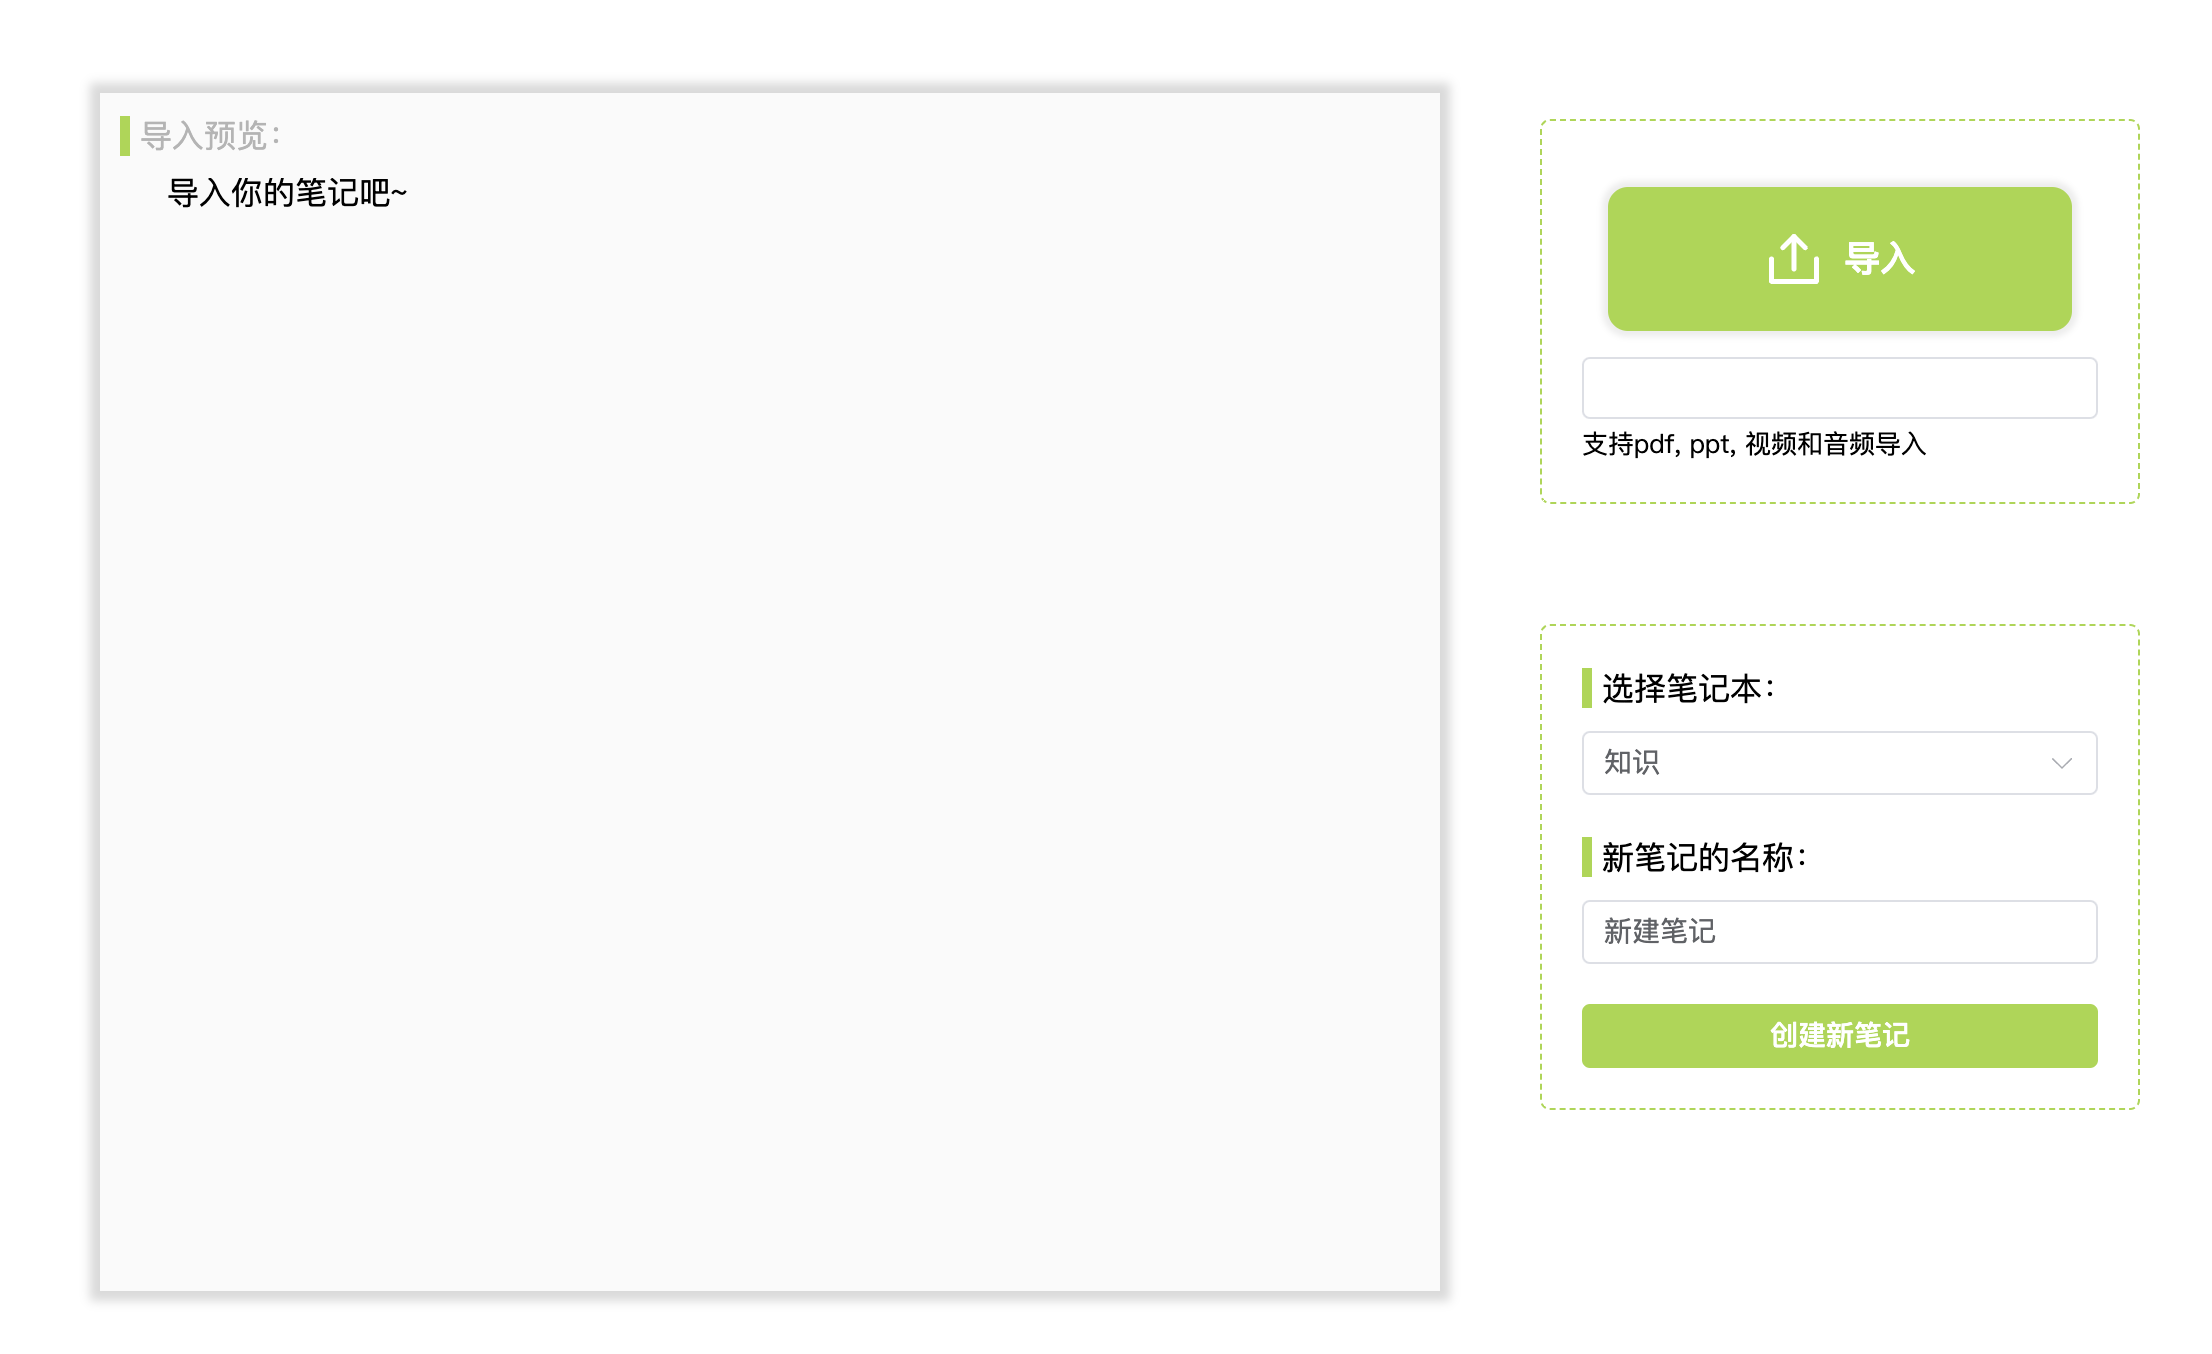 导入预览：
导入你的笔记吧~
导入
支持pdf, ppt, 视频和音频导入
选择笔记本：
知识
新笔记的名称：
新建笔记
创建新笔记